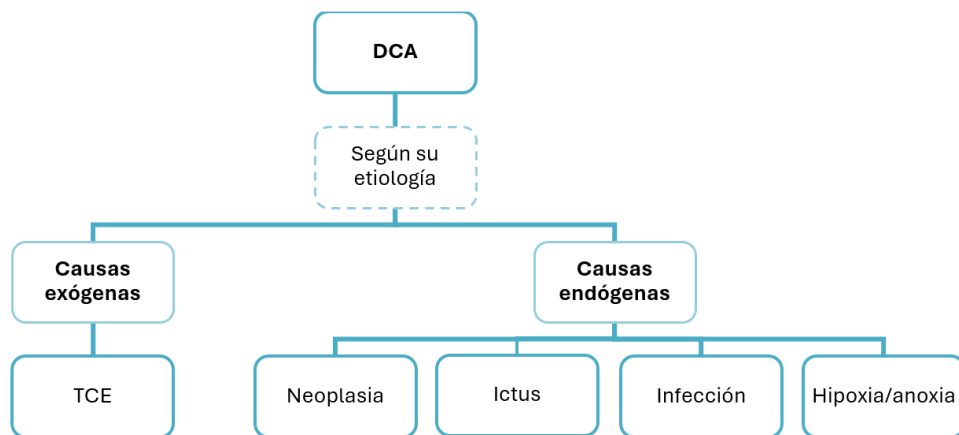 DCA
Según su
etiología
Causas
exógenas
Causas
endógenas
TCE
Neoplasia
Ictus
Infección
Hipoxia/anoxia